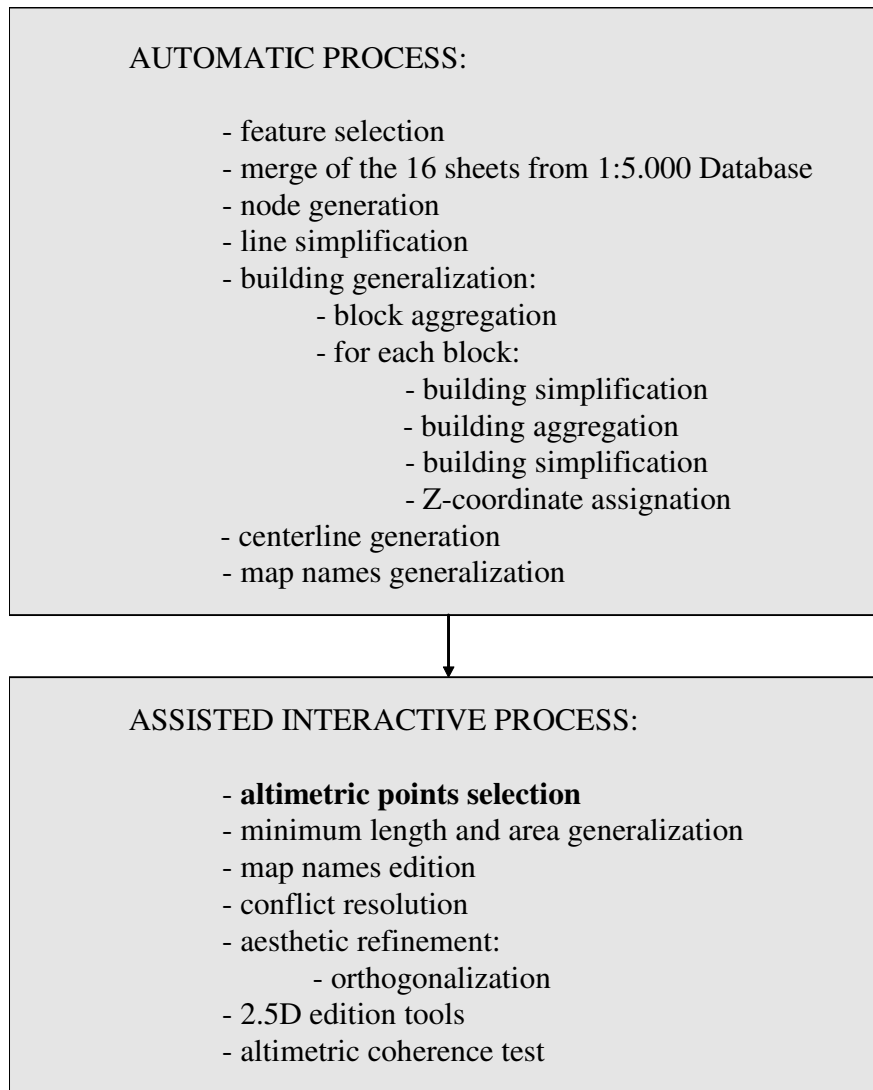 AUTOMATIC PROCESS:
- feature selection
- merge of the 16 sheets from 1:5.000 Database
- node generation
- line simplification
- building generalization:
- block aggregation
- for each block:
- building simplification
- building aggregation
- building simplification
- Z-coordinate assignation
- centerline generation
- map names generalization
ASSISTED INTERACTIVE PROCESS:
- altimetric points selection
- minimum length and area generalization
- map names edition
- conflict resolution
- aesthetic refinement:
- orthogonalization
- 2.5D edition tools
- altimetric coherence test